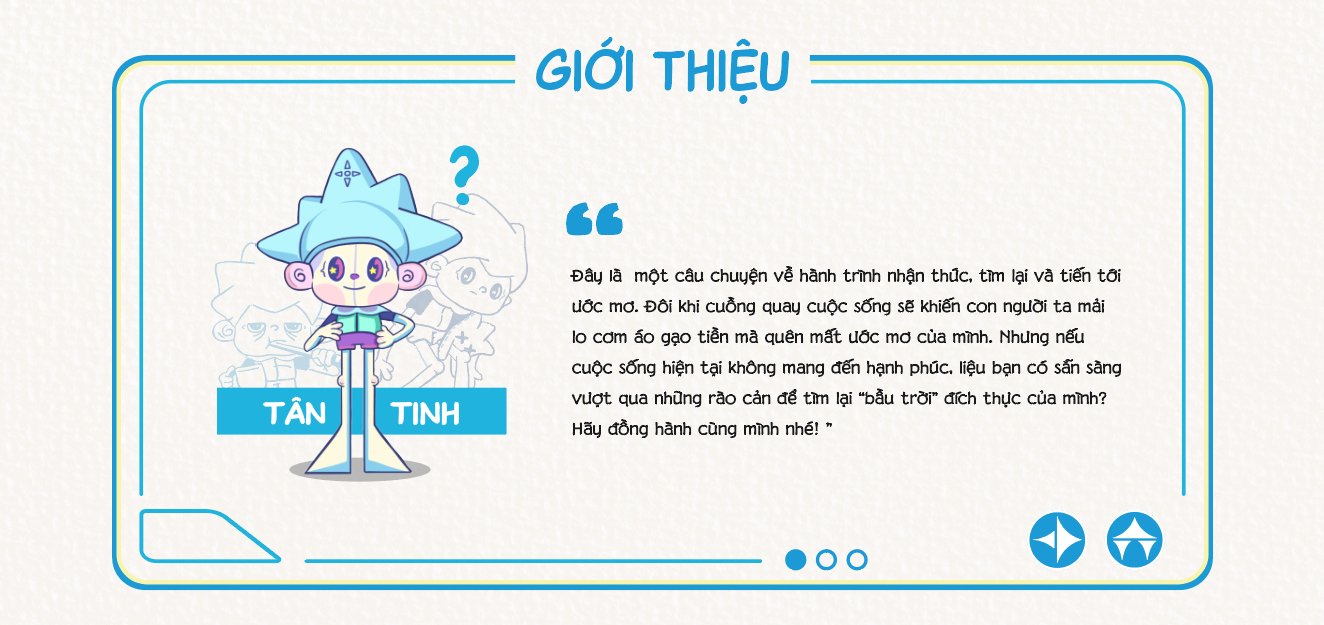 GIỚI THIỆU
?
TÂN TINH
“
Đây là một câu chuyện về hành trình nhận thức, tìm lại và tiến tới
ước mơ. Đôi khi cuồng quay cuộc sống sẽ khiến con người ta mải
lo cơm áo gạo tiền mà quên mất ước mơ của mình. Nhưng nếu
cuộc sống hiện tại không mang đến hạnh phúc, liệu bạn có sẵn sàng
vượt qua những rào cản để tìm lại “bầu trời” đích thực của mình?
Hãy đồng hành cùng mình nhé! ”